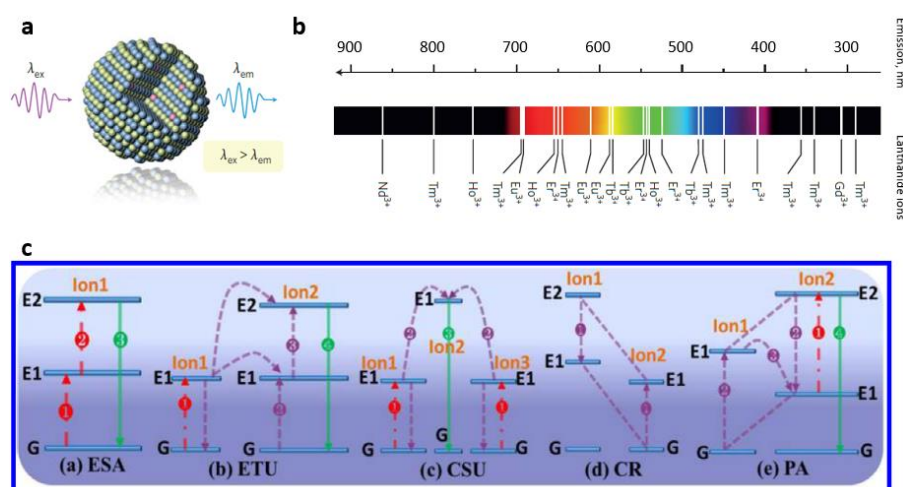 a
λex
λem
λex > λem
b
900 800 700 600 500 400 300
Emission, nm
Nd³⁺ Tm³⁺ Ho³⁺ Tm³⁺ Eu³⁺ Ho³⁺ Er³⁺ Tm³⁺ Eu³⁺ Eu³⁺ Tb³⁺ Tb³⁺ Er³⁺ Ho³⁺ Er³⁺ Tb³⁺ Tm³⁺ Tm³⁺ Er³⁺ Tm³⁺ Tm³⁺ Gd³⁺ Tm³⁺
Lanthanide ions
c
Ion1
E2
2
3
E1
1
G
(a) ESA
Ion2
E2
Ion1
3
4
E1
E1
1
2
G
(b) ETU
E1
2
3
2
Ion1
Ion2
Ion3
E1
E1
1
1
G
G
G
(c) CSU
Ion1
E2
1
E1
Ion2
E1
1
G
G
(d) CR
Ion2
E2
Ion1
2
1
4
E1
3
2
E1
G
G
(e) PA